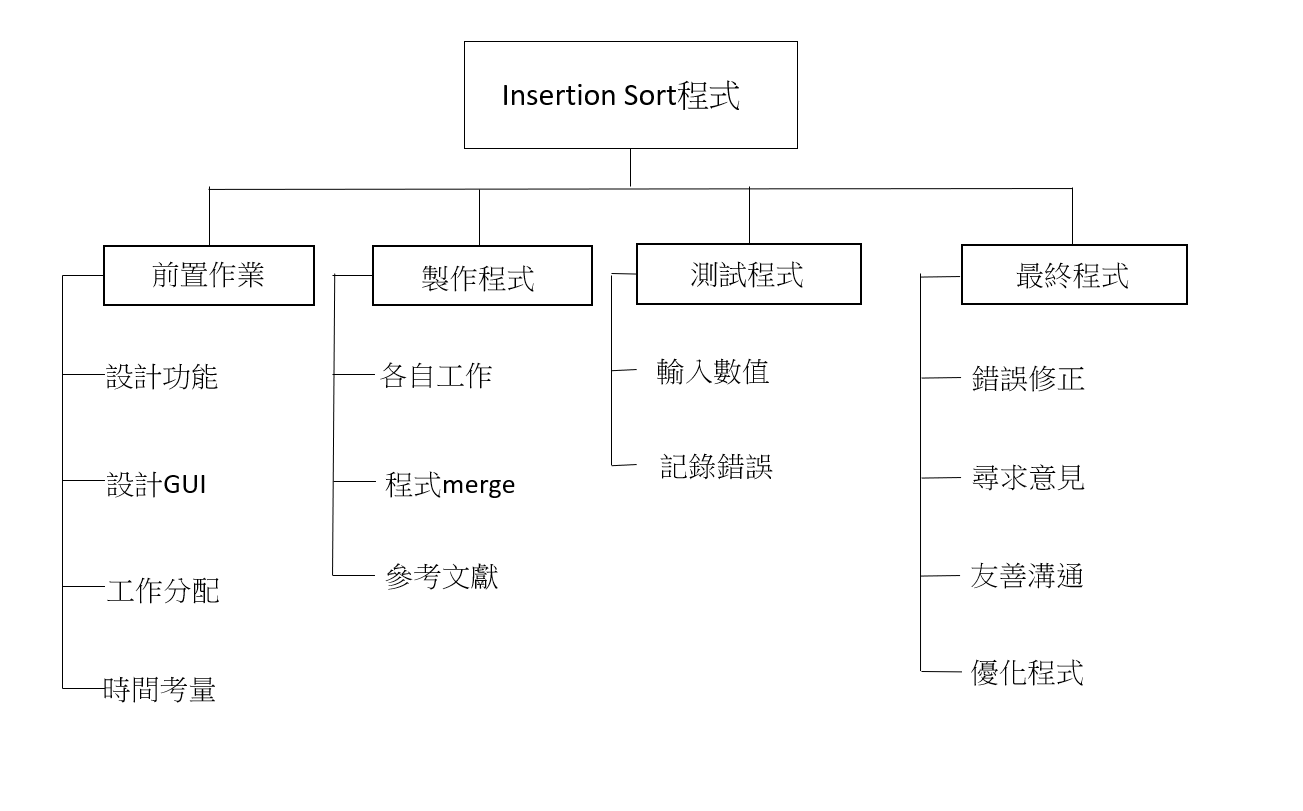 Insertion Sort程式
前置作業
設計功能
設計GUI
工作分配
時間考量
製作程式
各自工作
程式merge
參考文獻
測試程式
輸入數值
記錄錯誤
最終程式
錯誤修正
尋求意見
友善溝通
優化程式